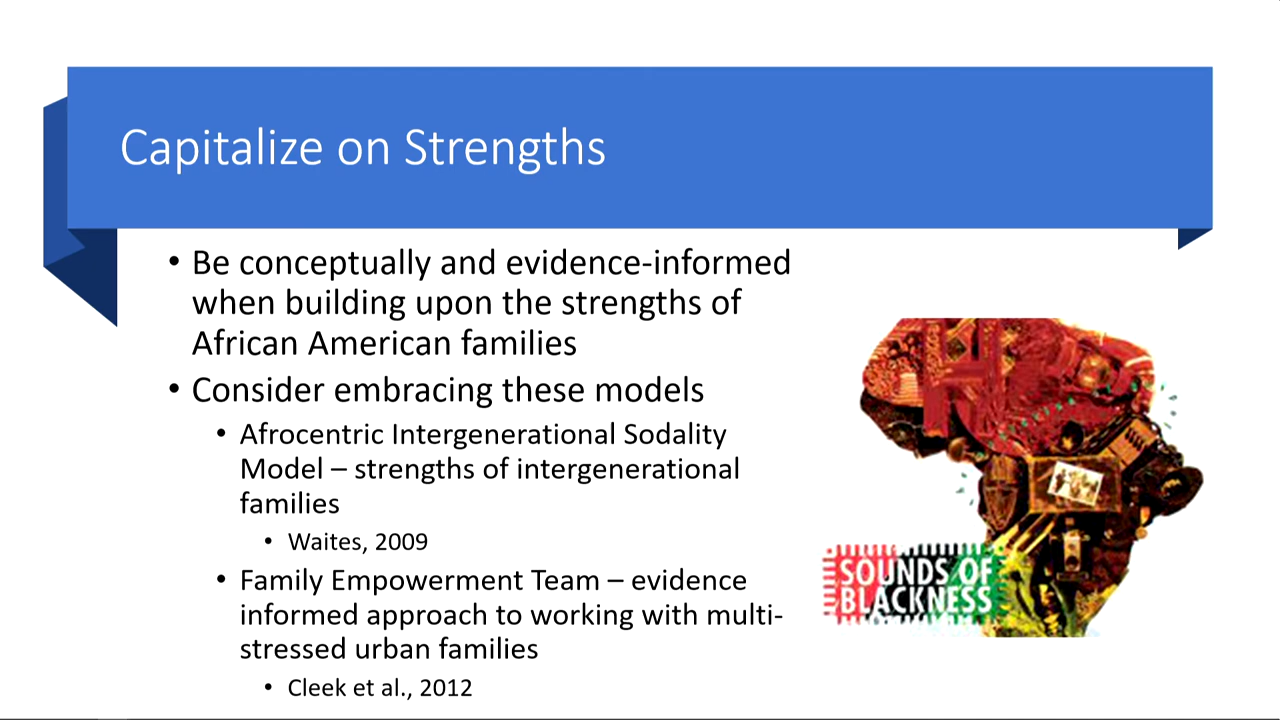 Capitalize on Strengths
• Be conceptually and evidence-informed
when building upon the strengths of
African American families
• Consider embracing these models
• Afrocentric Intergenerational Sodality
Model – strengths of intergenerational
families
• Waites, 2009
• Family Empowerment Team – evidence
informed approach to working with multi-
stressed urban families
• Cleek et al., 2012
SOUNDS OF
BLACKNESS